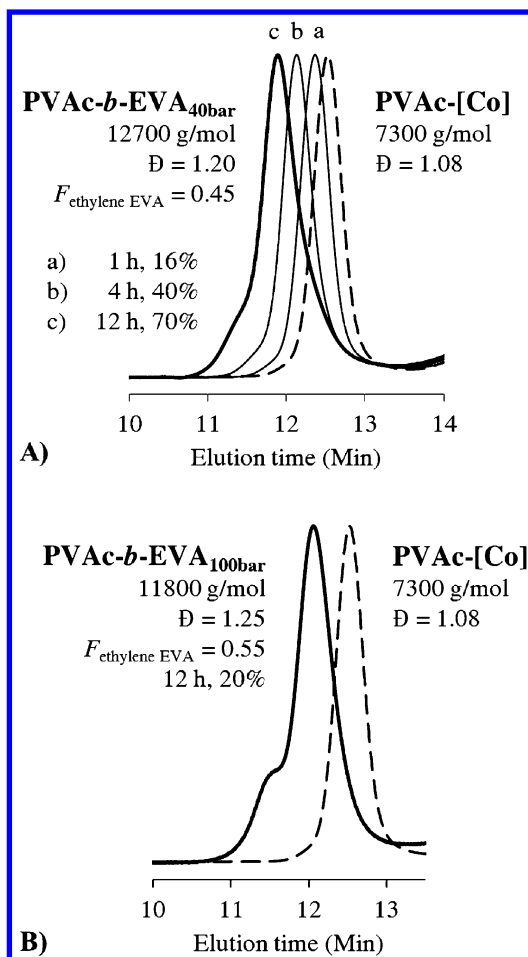 c b a
PVAc-b-EVA40bar
12700 g/mol
Đ = 1.20
Fethylene EVA = 0.45
PVAc-[Co]
7300 g/mol
Đ = 1.08
a) 1 h, 16%
b) 4 h, 40%
c) 12 h, 70%
10 11 12 13 14
Elution time (Min)
A)
PVAc-b-EVA100bar
11800 g/mol
Đ = 1.25
Fethylene EVA = 0.55
12 h, 20%
PVAc-[Co]
7300 g/mol
Đ = 1.08
10 11 12 13
Elution time (Min)
B)